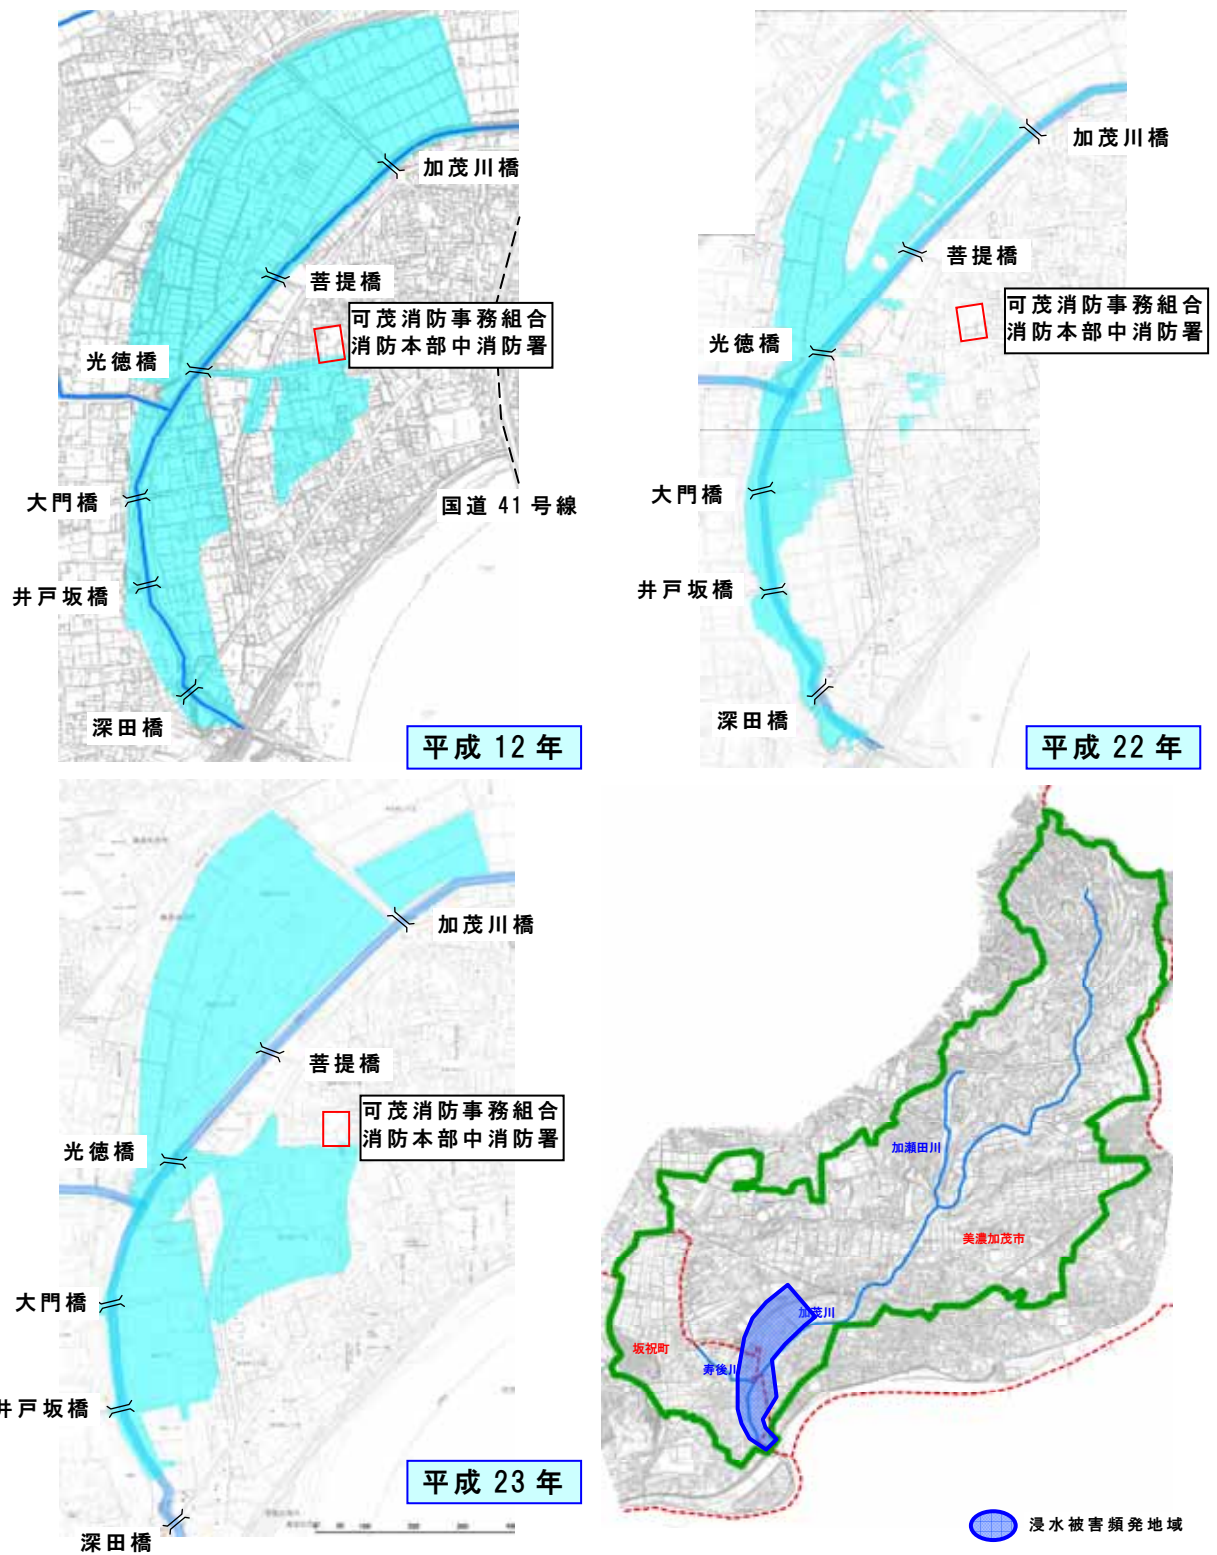 加茂川橋
菩提橋
可茂消防事務組合
消防本部中消防署
光徳橋
大門橋
国道 41 号線
井戸坂橋
深田橋
平成 12 年
加茂川橋
菩提橋
可茂消防事務組合
消防本部中消防署
光徳橋
大門橋
井戸坂橋
深田橋
平成 22 年
加茂川橋
菩提橋
可茂消防事務組合
消防本部中消防署
光徳橋
大門橋
井戸坂橋
平成 23 年
深田橋
加瀬田川
美濃加茂市
加茂川
坂祝町
寿後川
浸水被害頻発地域